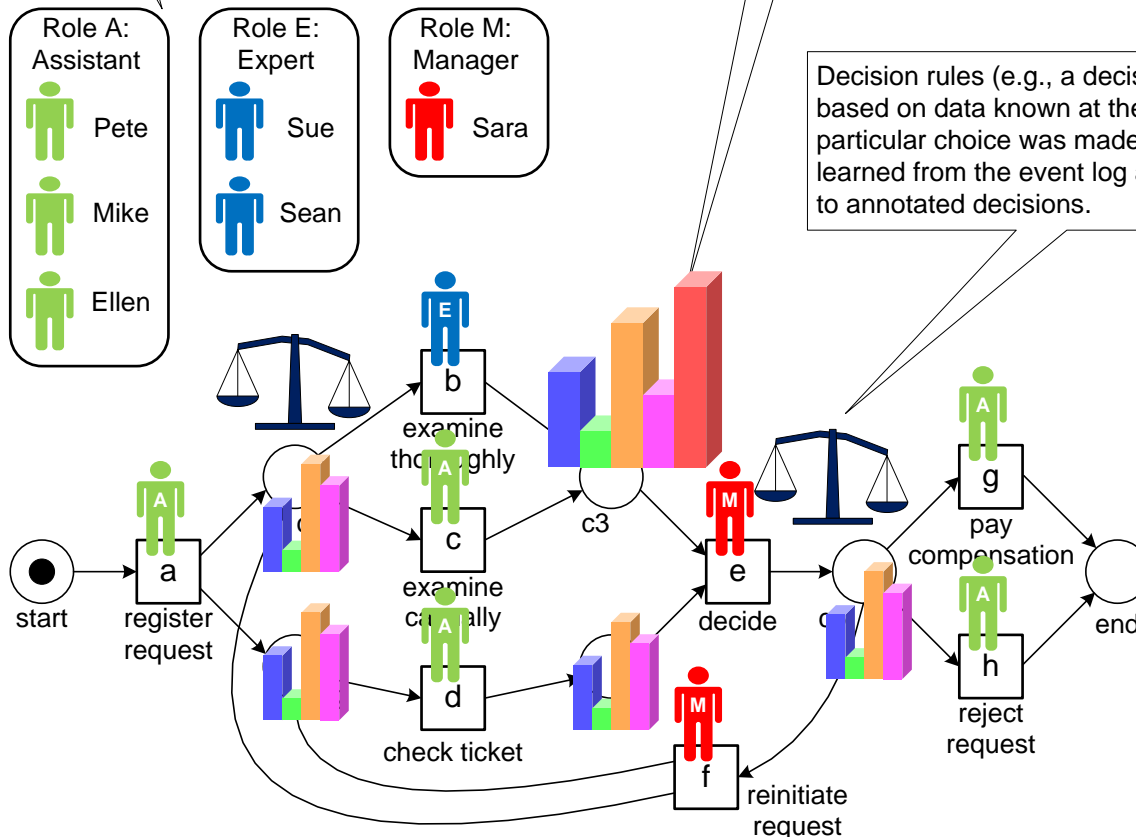 Role A:
Assistant
Pete
Mike
Ellen
Role E:
Expert
Sue
Sean
Role M:
Manager
Sara
Decision rules (e.g., a decis
based on data known at the
particular choice was made
learned from the event log a
to annotated decisions.
E
b
examine
thoroughly
A
c
examine
casually
A
a
register
request
start
A
d
check ticket
c3
M
e
decide
M
f
reinitiate
request
A
g
pay
compensation
A
h
reject
request
end